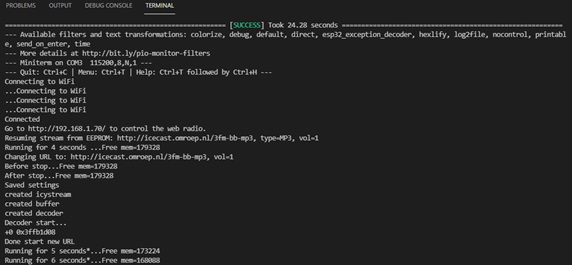 PROBLEMS OUTPUT DEBUG CONSOLE TERMINAL
======================================================= [SUCCESS] Took 24.28 seconds =======================================================
--- Available filters and text transformations: colorize, debug, default, direct, esp32_exception_decoder, hexlify, log2file, nocontrol, printabl
e, send_on_enter, time
--- More details at http://bit.ly/pio-monitor-filters
--- Miniterm on COM3  115200,8,N,1 ---
--- Quit: Ctrl+C | Menu: Ctrl+T | Help: Ctrl+T followed by Ctrl+H ---
Connecting to WiFi
...Connecting to WiFi
...Connecting to WiFi
...Connecting to WiFi
Connected
Go to http://192.168.1.70/ to control the web radio.
Resuming stream from EEPROM: http://icecast.omroep.nl/3fm-bb-mp3, type=MP3, vol=1
Running for 4 seconds ...Free mem=179328
Changing URL to: http://icecast.omroep.nl/3fm-bb-mp3, vol=1
Before stop...Free mem=179328
After stop...Free mem=179328
Saved settings
created icystream
created buffer
created decoder
Decoder start...
+0 0x3ffb1d08
Done start new URL
Running for 5 seconds*...Free mem=173224
Running for 6 seconds*...Free mem=168088